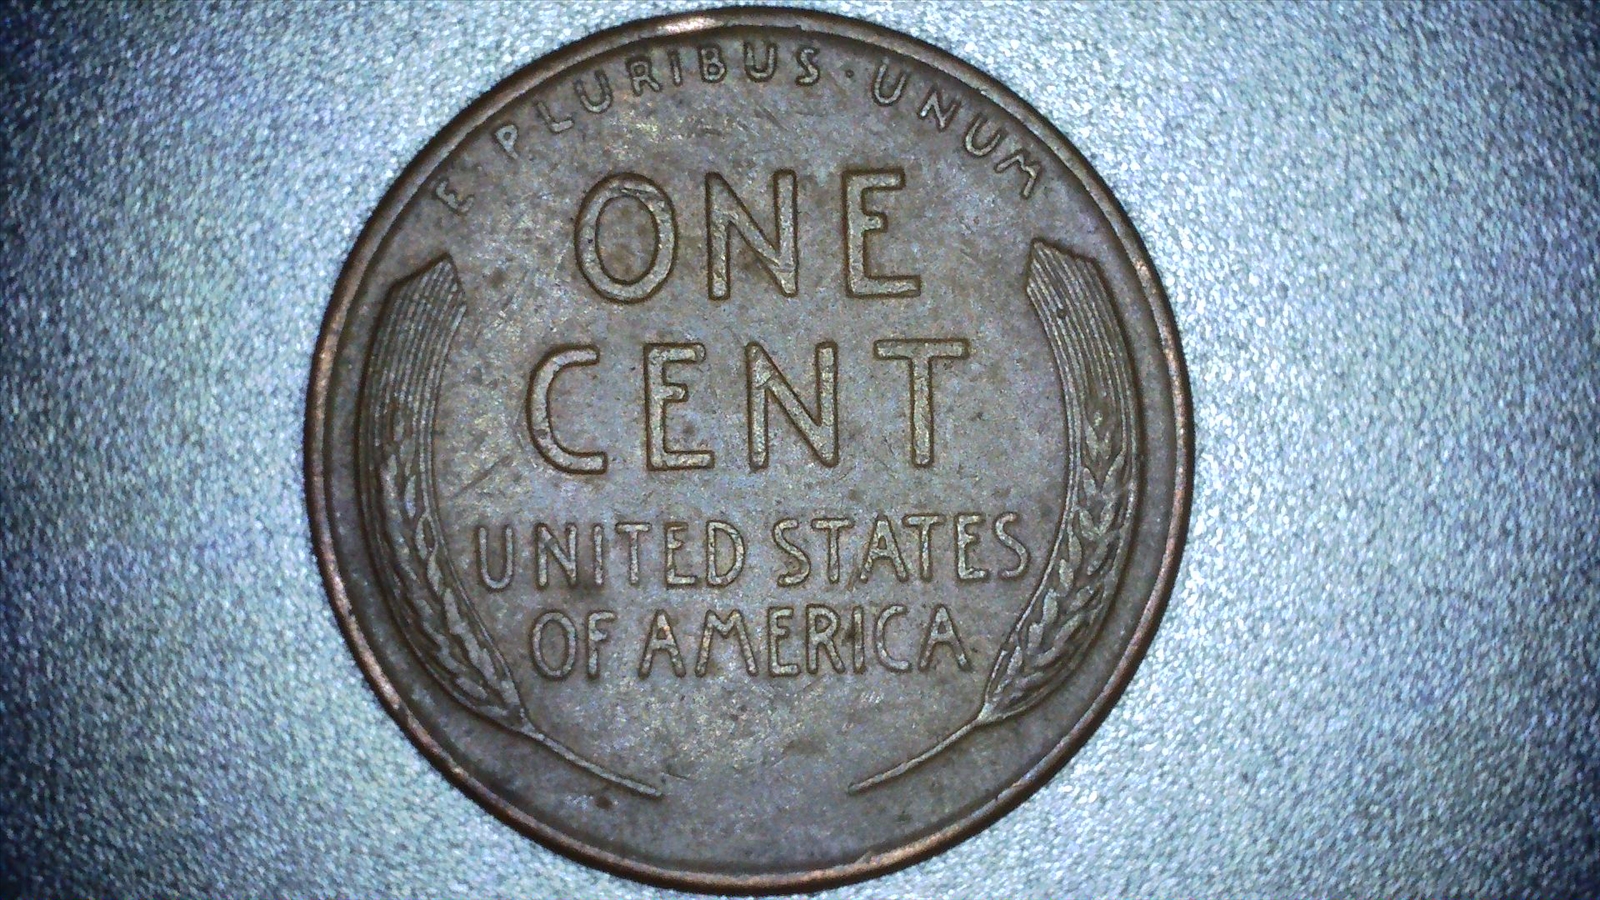 E PLURIBUS · UNUM
ONE
CENT
UNITED STATES
OF AMERICA